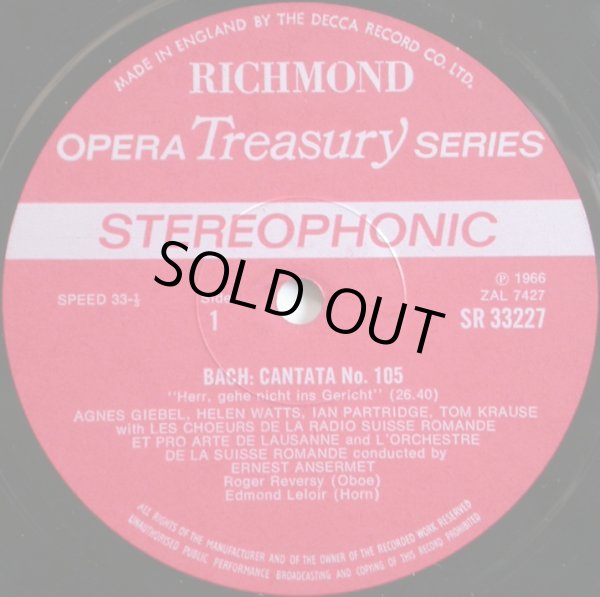 MADE IN ENGLAND BY THE DECCA RECORD CO. LTD.
RICHMOND
OPERA Treasury SERIES
STEREOPHONIC
SOLD OUT
SPEED 33-⅓
1
℗ 1966
ZAL 7427
SR 33227
BACH: CANTATA No. 105
"Herr, gehe nicht ins Gericht" (26.40)
AGNES GIEBEL, HELEN WATTS, IAN PARTRIDGE, TOM KRAUSE
with LES CHOEURS DE LA RADIO SUISSE ROMANDE
ET PRO ARTE DE LAUSANNE and L'ORCHESTRE
DE LA SUISSE ROMANDE conducted by
ERNEST ANSERMET
Roger Reversy (Oboe)
Edmond Leloir (Horn)
ALL RIGHTS OF THE MANUFACTURER AND OF THE OWNER OF THE RECORDED WORK RESERVED
UNAUTHORISED PUBLIC PERFORMANCE BROADCASTING AND COPYING OF THIS RECORD PROHIBITED